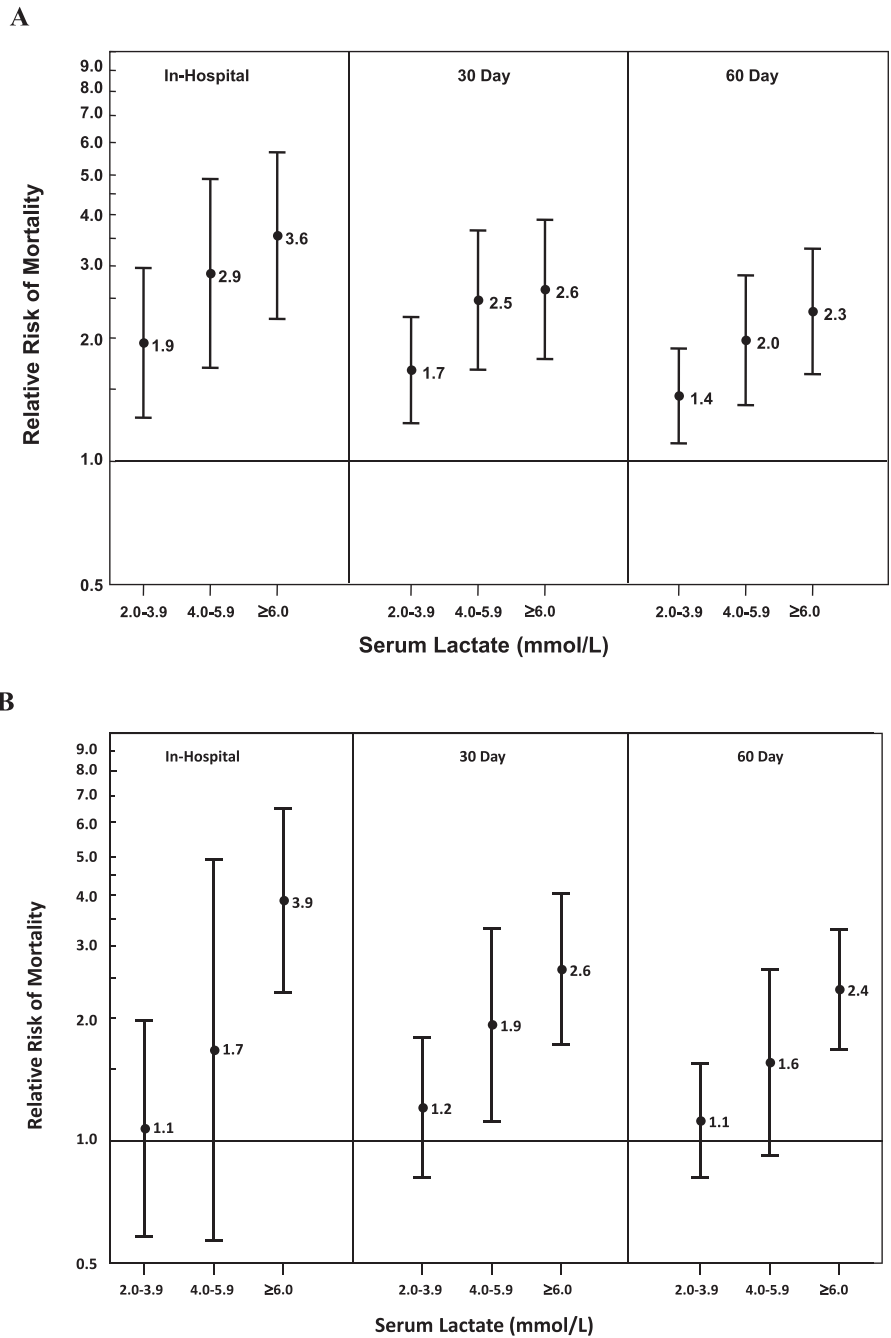 A
In-Hospital 30 Day 60 Day
9.0
8.0
7.0
6.0
5.0
4.0
3.0
2.0
1.0
0.5
Relative Risk of Mortality
1.9 2.9 3.6 1.7 2.5 2.6 1.4 2.0 2.3
2.0-3.9 4.0-5.9 ≥6.0 2.0-3.9 4.0-5.9 ≥6.0 2.0-3.9 4.0-5.9 ≥6.0
Serum Lactate (mmol/L)
B
In-Hospital 30 Day 60 Day
9.0
8.0
7.0
6.0
5.0
4.0
3.0
2.0
1.0
0.5
Relative Risk of Mortality
1.1 1.7 3.9 1.2 1.9 2.6 1.1 1.6 2.4
2.0-3.9 4.0-5.9 ≥6.0 2.0-3.9 4.0-5.9 ≥6.0 2.0-3.9 4.0-5.9 ≥6.0
Serum Lactate (mmol/L)